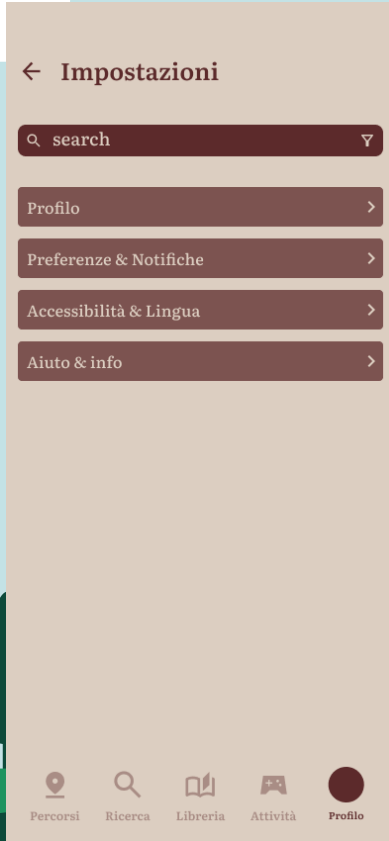 Impostazioni
search
Profilo
Preferenze & Notifiche
Accessibilità & Lingua
Aiuto & info
Percorsi Ricerca Libreria Attività Profilo